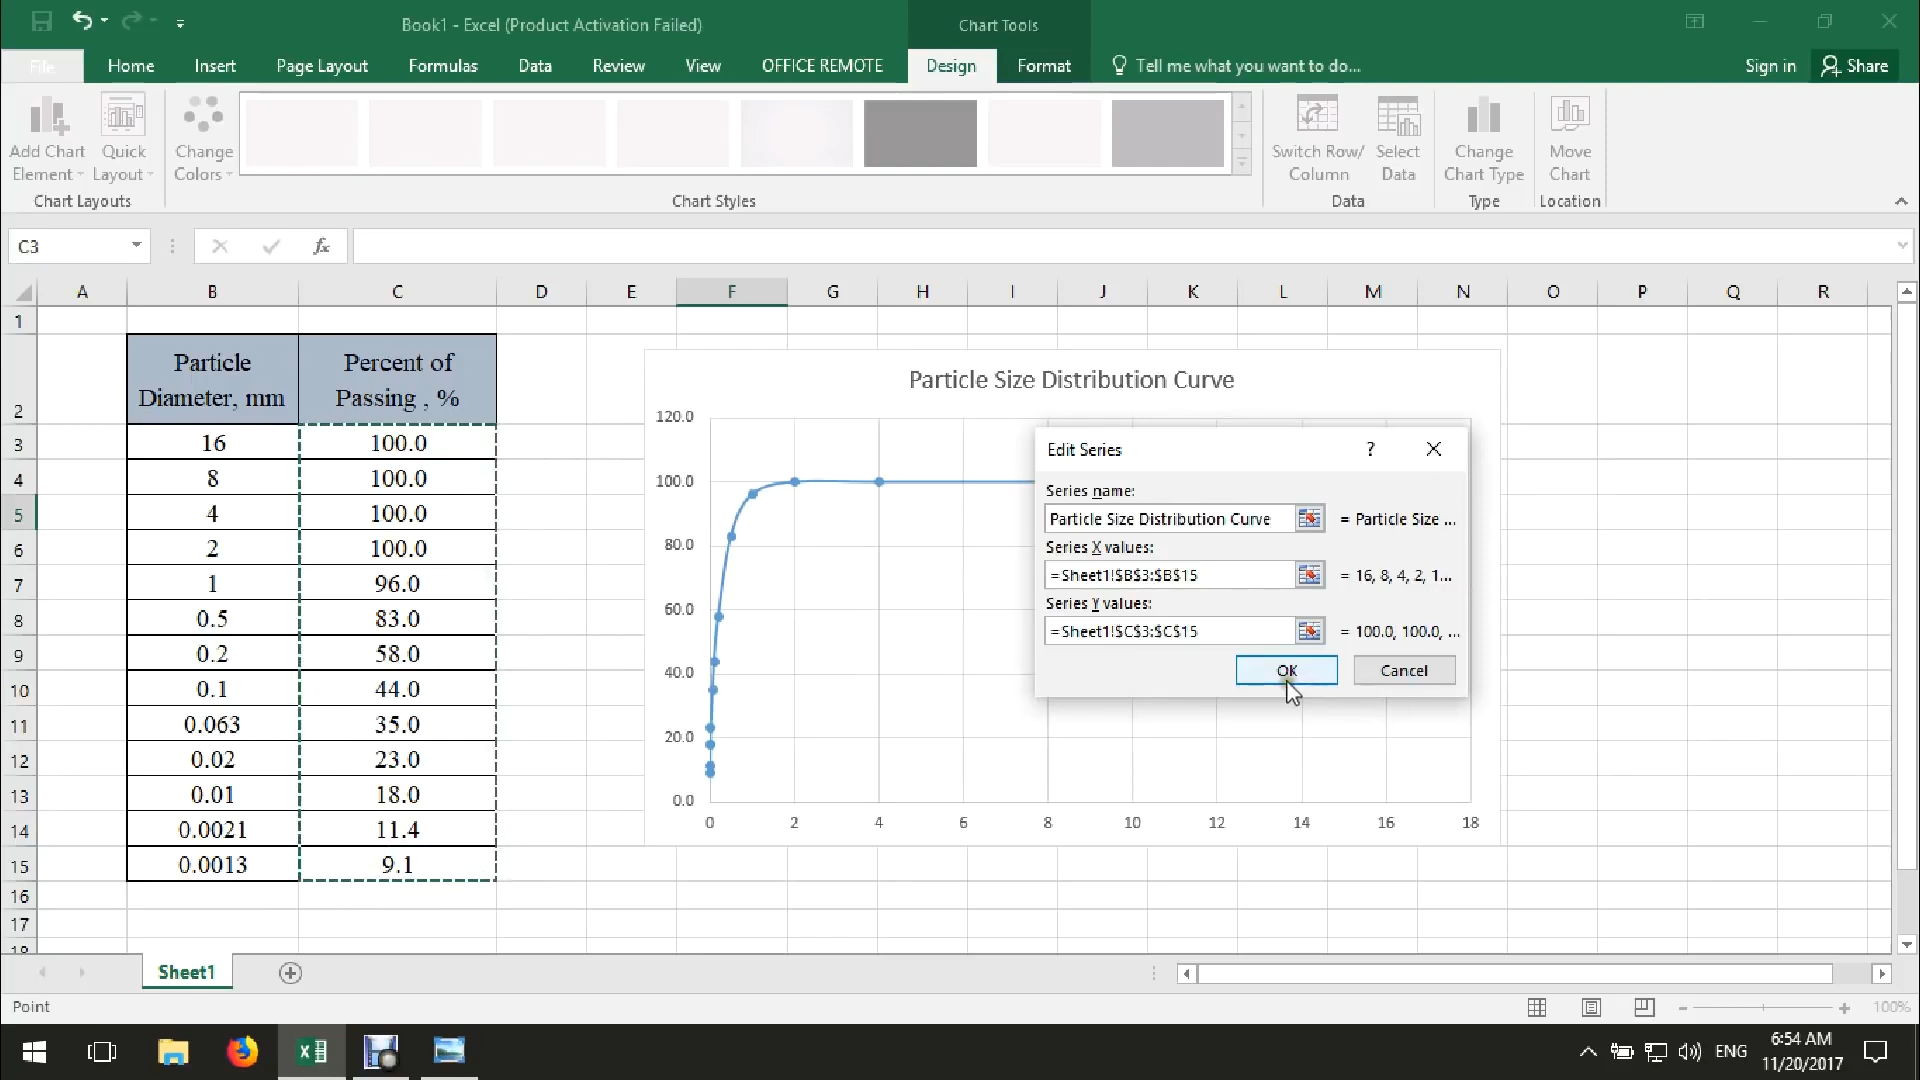 Book1 - Excel (Product Activation Failed)
Chart Tools
File
Home
Insert
Page Layout
Formulas
Data
Review
View
OFFICE REMOTE
Design
Format
Tell me what you want to do...
Sign in
Share
Add Chart
Element
Quick
Layout
Change
Colors
Switch Row/
Column
Select
Data
Change
Chart Type
Move
Chart
Chart Layouts
Chart Styles
Data
Type
Location
C3
fx
A B C D E F G H I J K L M N O P Q R
1
2
Particle
Diameter, mm
Percent of
Passing , %
3 16 100.0
4 8 100.0
5 4 100.0
6 2 100.0
7 1 96.0
8 0.5 83.0
9 0.2 58.0
10 0.1 44.0
11 0.063 35.0
12 0.02 23.0
13 0.01 18.0
14 0.0021 11.4
15 0.0013 9.1
16
17
18
Particle Size Distribution Curve
120.0
100.0
80.0
60.0
40.0
20.0
0.0
0 2 4 6 8 10 12 14 16 18
Edit Series
?
Series name:
Particle Size Distribution Curve = Particle Size ...
Series X values:
=Sheet1!$B$3:$B$15 = 16, 8, 4, 2, 1...
Series Y values:
=Sheet1!$C$3:$C$15 = 100.0, 100.0, ...
OK
Cancel
Sheet1
Point
100%
ENG
6:54 AM
11/20/2017